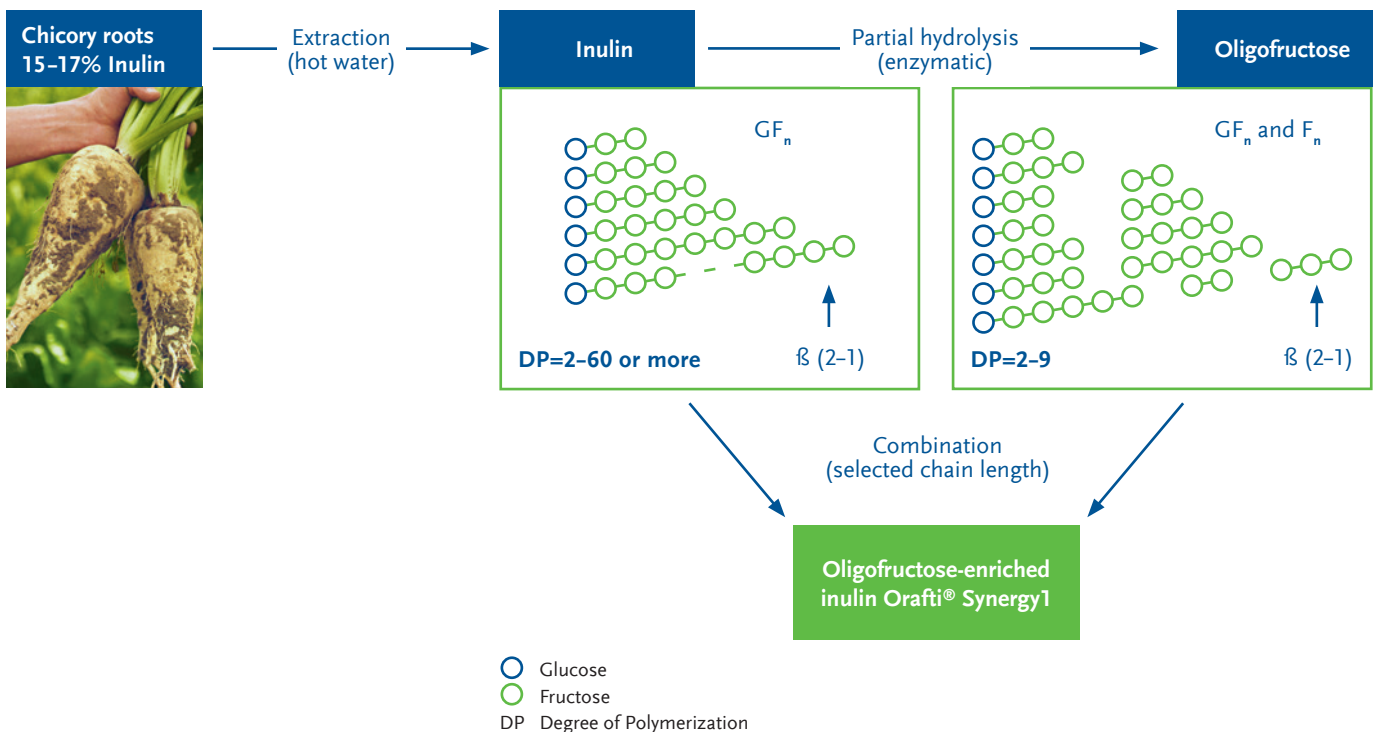 Chicory roots
15–17% Inulin
Extraction
(hot water)
Inulin
Partial hydrolysis
(enzymatic)
Oligofructose
GFn
DP=2–60 or more
ß (2–1)
GFn and Fn
DP=2–9
ß (2–1)
Combination
(selected chain length)
Oligofructose-enriched
inulin Orafti® Synergy1
Glucose
Fructose
DP Degree of Polymerization